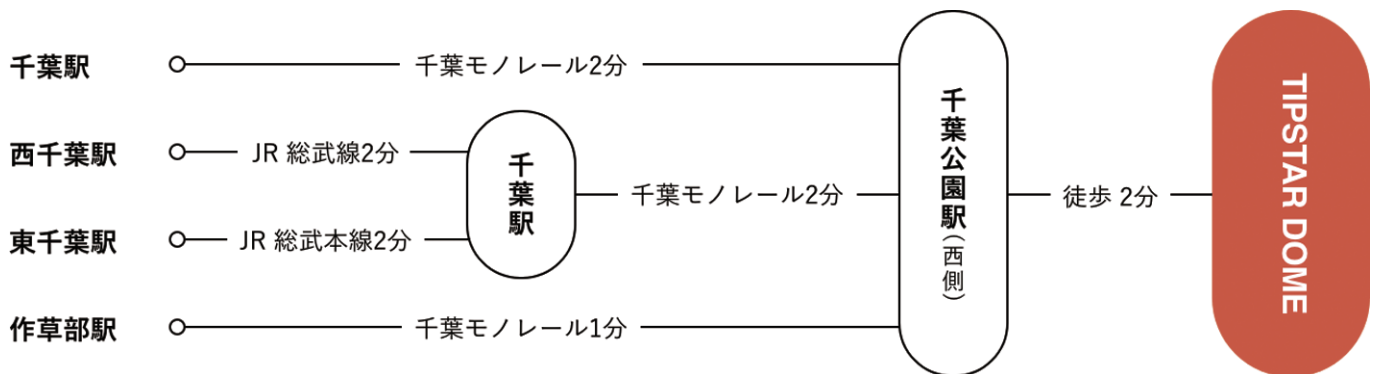 千葉駅
千葉モノレール2分
西千葉駅
JR 総武線2分
東千葉駅
JR 総武本線2分
千葉駅
千葉モノレール2分
作草部駅
千葉モノレール1分
千葉公園駅(西側)
徒歩 2分
TIPSTAR DOME